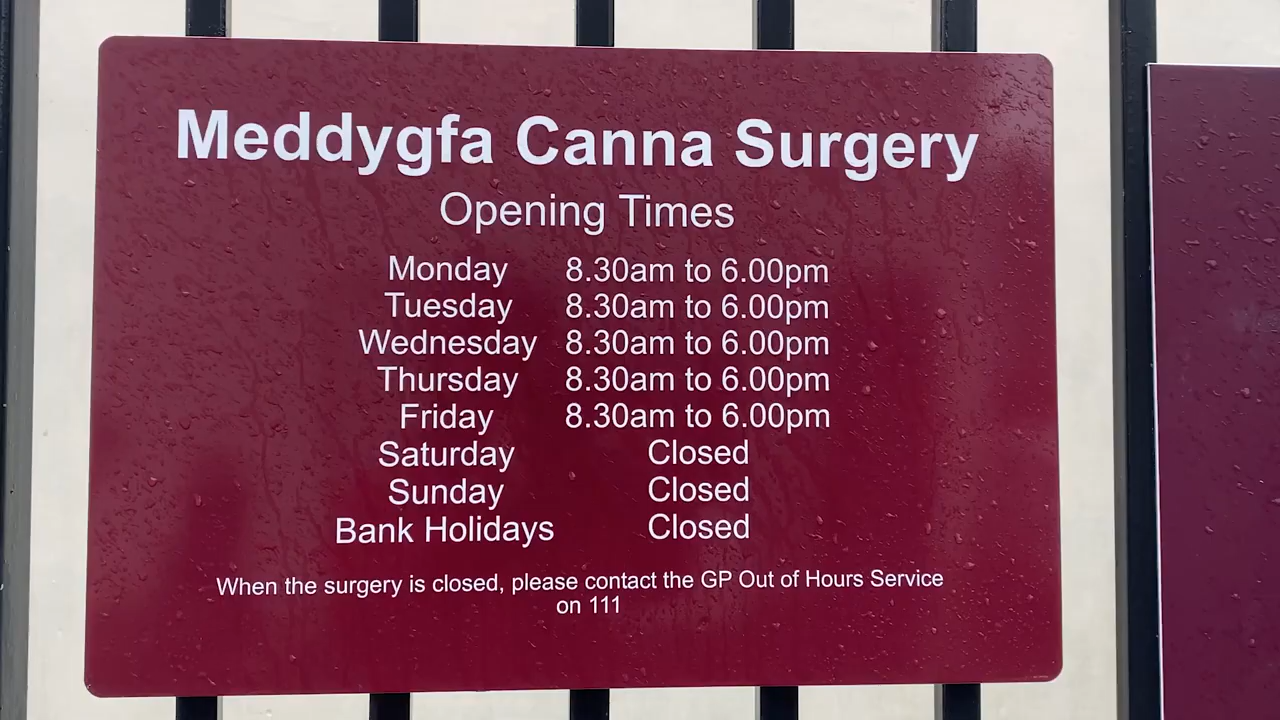 Meddygfa Canna Surgery
Opening Times
Monday 8.30am to 6.00pm
Tuesday 8.30am to 6.00pm
Wednesday 8.30am to 6.00pm
Thursday 8.30am to 6.00pm
Friday 8.30am to 6.00pm
Saturday Closed
Sunday Closed
Bank Holidays Closed
When the surgery is closed, please contact the GP Out of Hours Service
on 111